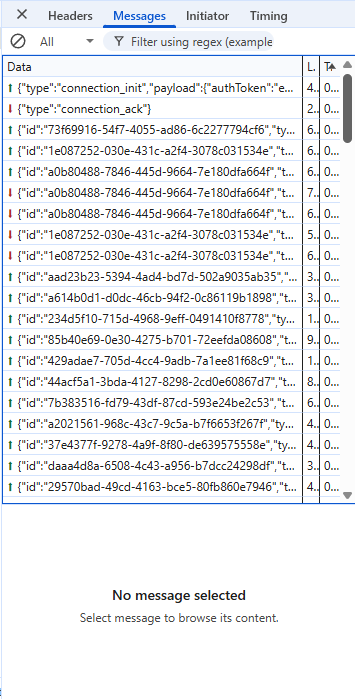 Headers Messages Initiator Timing
All Filter using regex (example
Data L. T
{"type":"connection_init","payload":{"authToken":"e... 4.. 0...
{"type":"connection_ack"} 2.. 0...
{"id":"73f69916-54f7-4055-ad86-6c2277794cf6","ty... 6.. 0...
{"id":"1e087252-030e-431c-a2f4-3078c031534e","t... 6.. 0...
{"id":"a0b80488-7846-445d-9664-7e180dfa664f","t... 6.. 0...
{"id":"a0b80488-7846-445d-9664-7e180dfa664f","t... 7.. 0...
{"id":"a0b80488-7846-445d-9664-7e180dfa664f","t... 6.. 0...
{"id":"1e087252-030e-431c-a2f4-3078c031534e","t... 5.. 0...
{"id":"1e087252-030e-431c-a2f4-3078c031534e","t... 6.. 0...
{"id":"aad23b23-5394-4ad4-bd7d-502a9035ab35","... 3.. 0...
{"id":"a614b0d1-d0dc-46cb-94f2-0c86119b1898","t... 3.. 0...
{"id":"234d5f10-715d-4968-9eff-0491410f8778","ty... 1.. 0...
{"id":"85b40e69-0e30-4275-b701-72eefda08608","t... 9.. 0...
{"id":"429adae7-705d-4cc4-9adb-7a1ee81f68c9","t... 1.. 0...
{"id":"44acf5a1-3bda-4127-8298-2cd0e60867d7","t... 8.. 0...
{"id":"7b383516-fd79-43df-87cd-593e24be2c53","t... 6.. 0...
{"id":"a2021561-968c-43c7-9c5a-b7f6653f267f","ty... 4.. 0...
{"id":"37e4377f-9278-4a9f-8f80-de639575558e","t... 4.. 0...
{"id":"daaa4d8a-6508-4c43-a956-b7dcc24298df","t... 3.. 0...
{"id":"29570bad-49cd-4163-bce5-80fb860e7946","t... 4.. 0...
No message selected
Select message to browse its content.